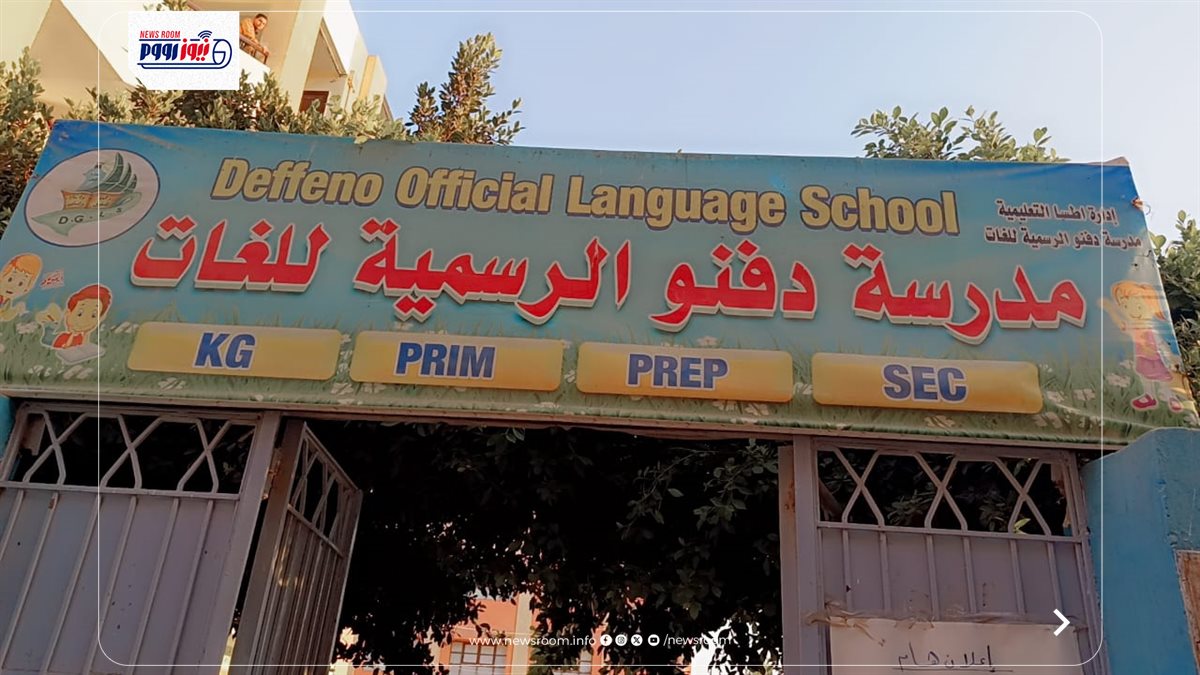 NEWS ROOM
نيوز رووم
Deffeno Official Language School
إدارة اطسا التعليمية
مدرسة دفنو الرسمية للغات
D.G.L.S
مدرسة دفنو الرسمية للغات
KG
PRIM
PREP
SEC
إعلان هام
www.newsroom.info
/newsroom